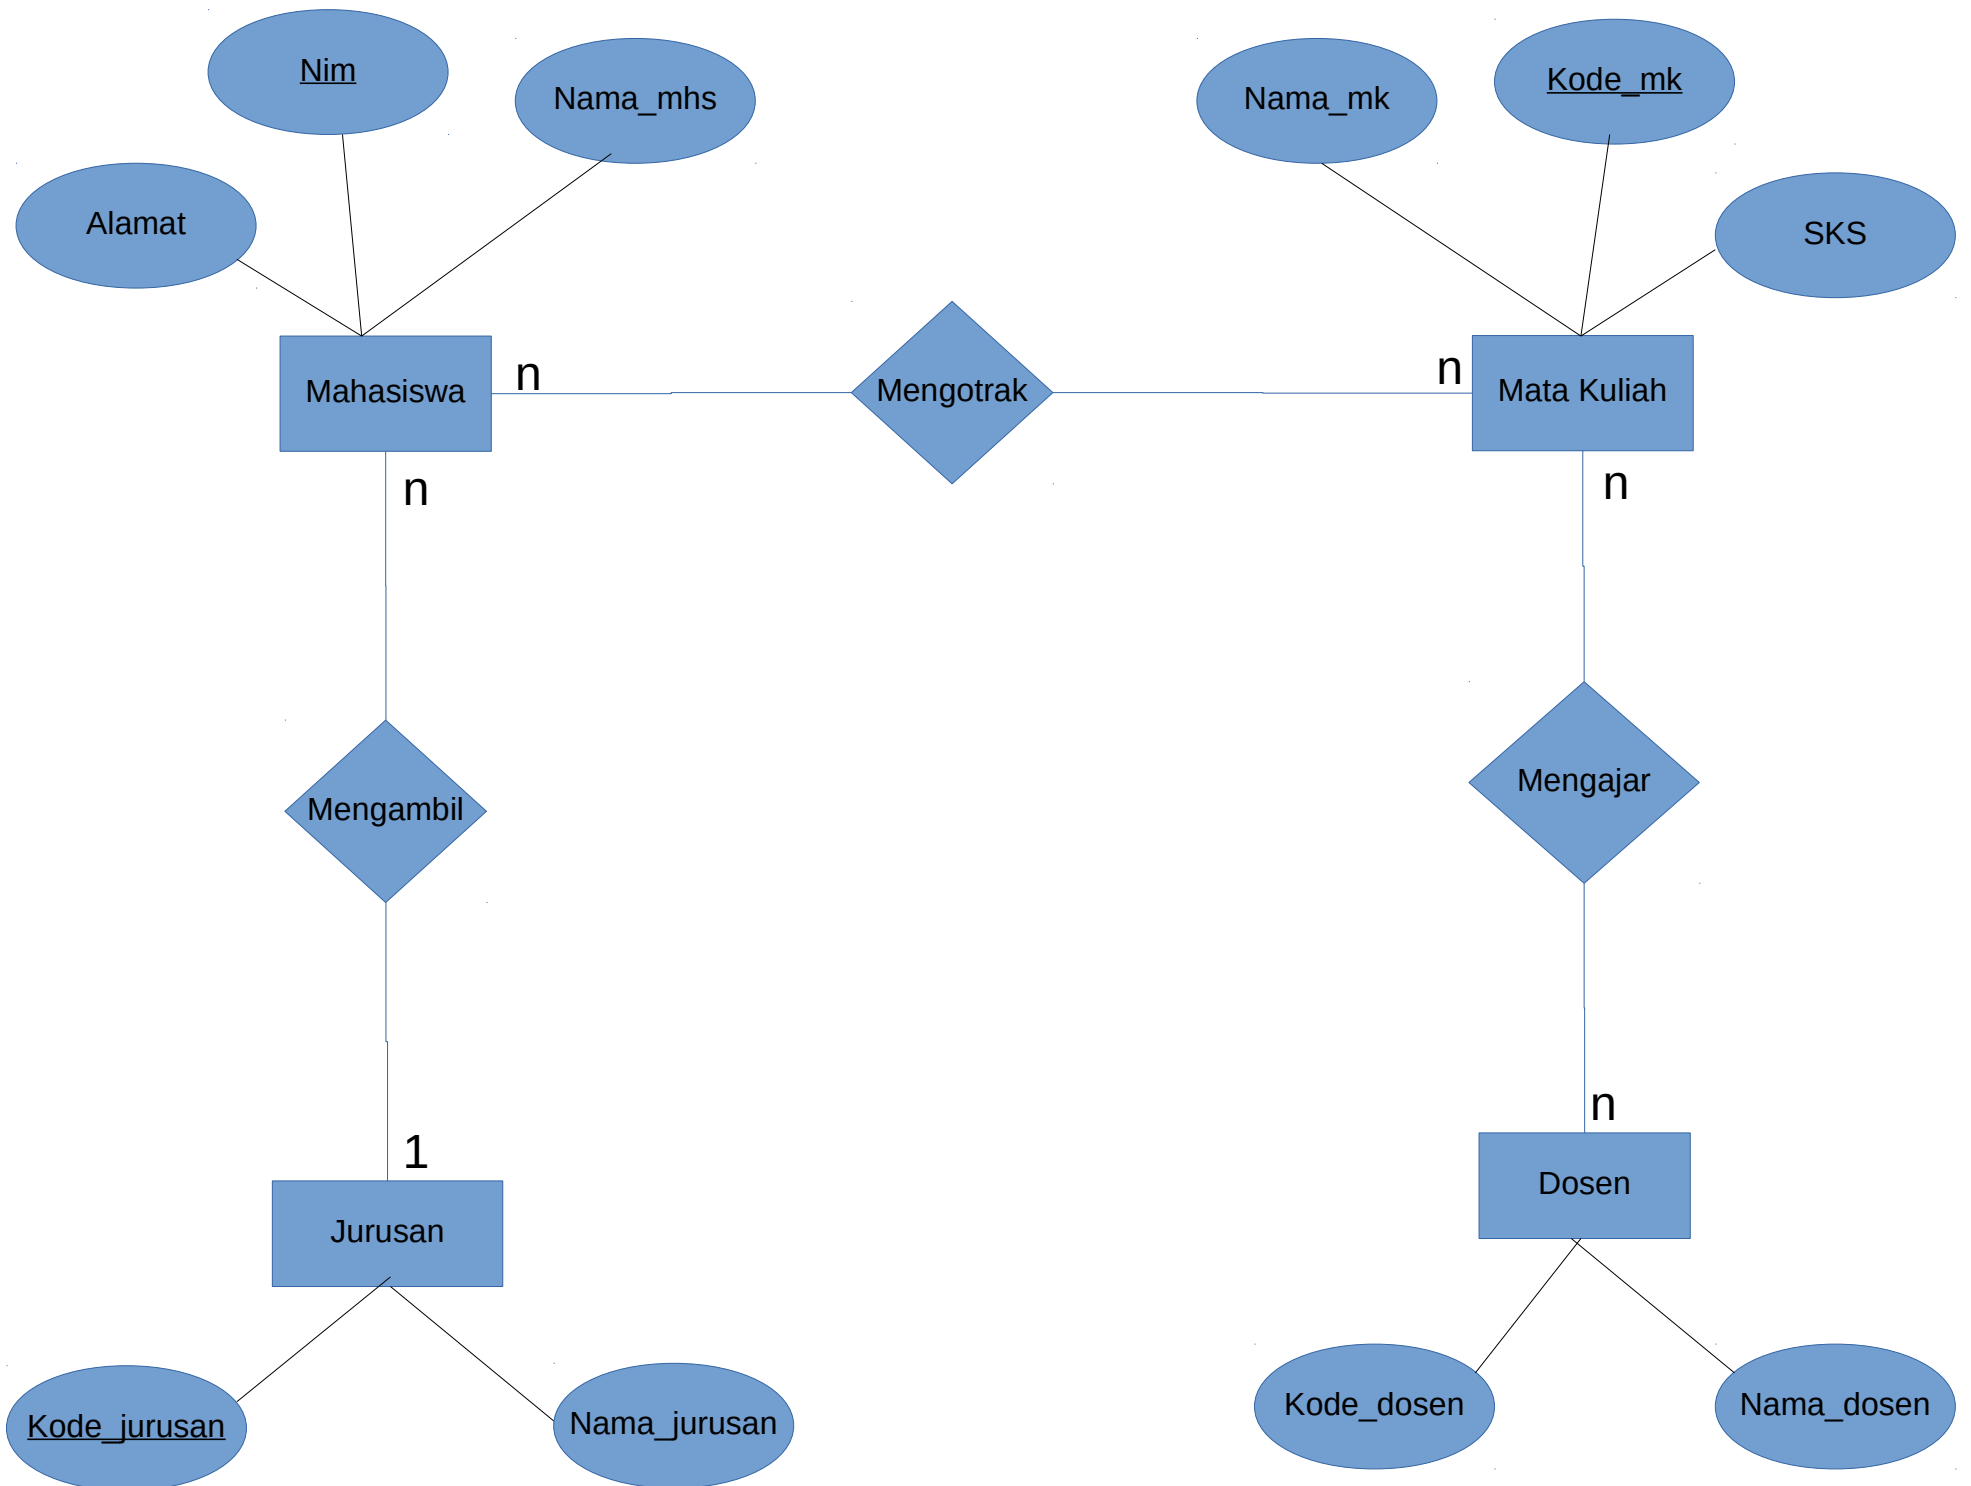 Nim
Nama_mhs
Nama_mk
Kode_mk
Alamat
SKS
Mahasiswa
n
Mengotrak
n
Mata Kuliah
n
n
Mengambil
Mengajar
n
1
Dosen
Jurusan
Kode_jurusan
Nama_jurusan
Kode_dosen
Nama_dosen